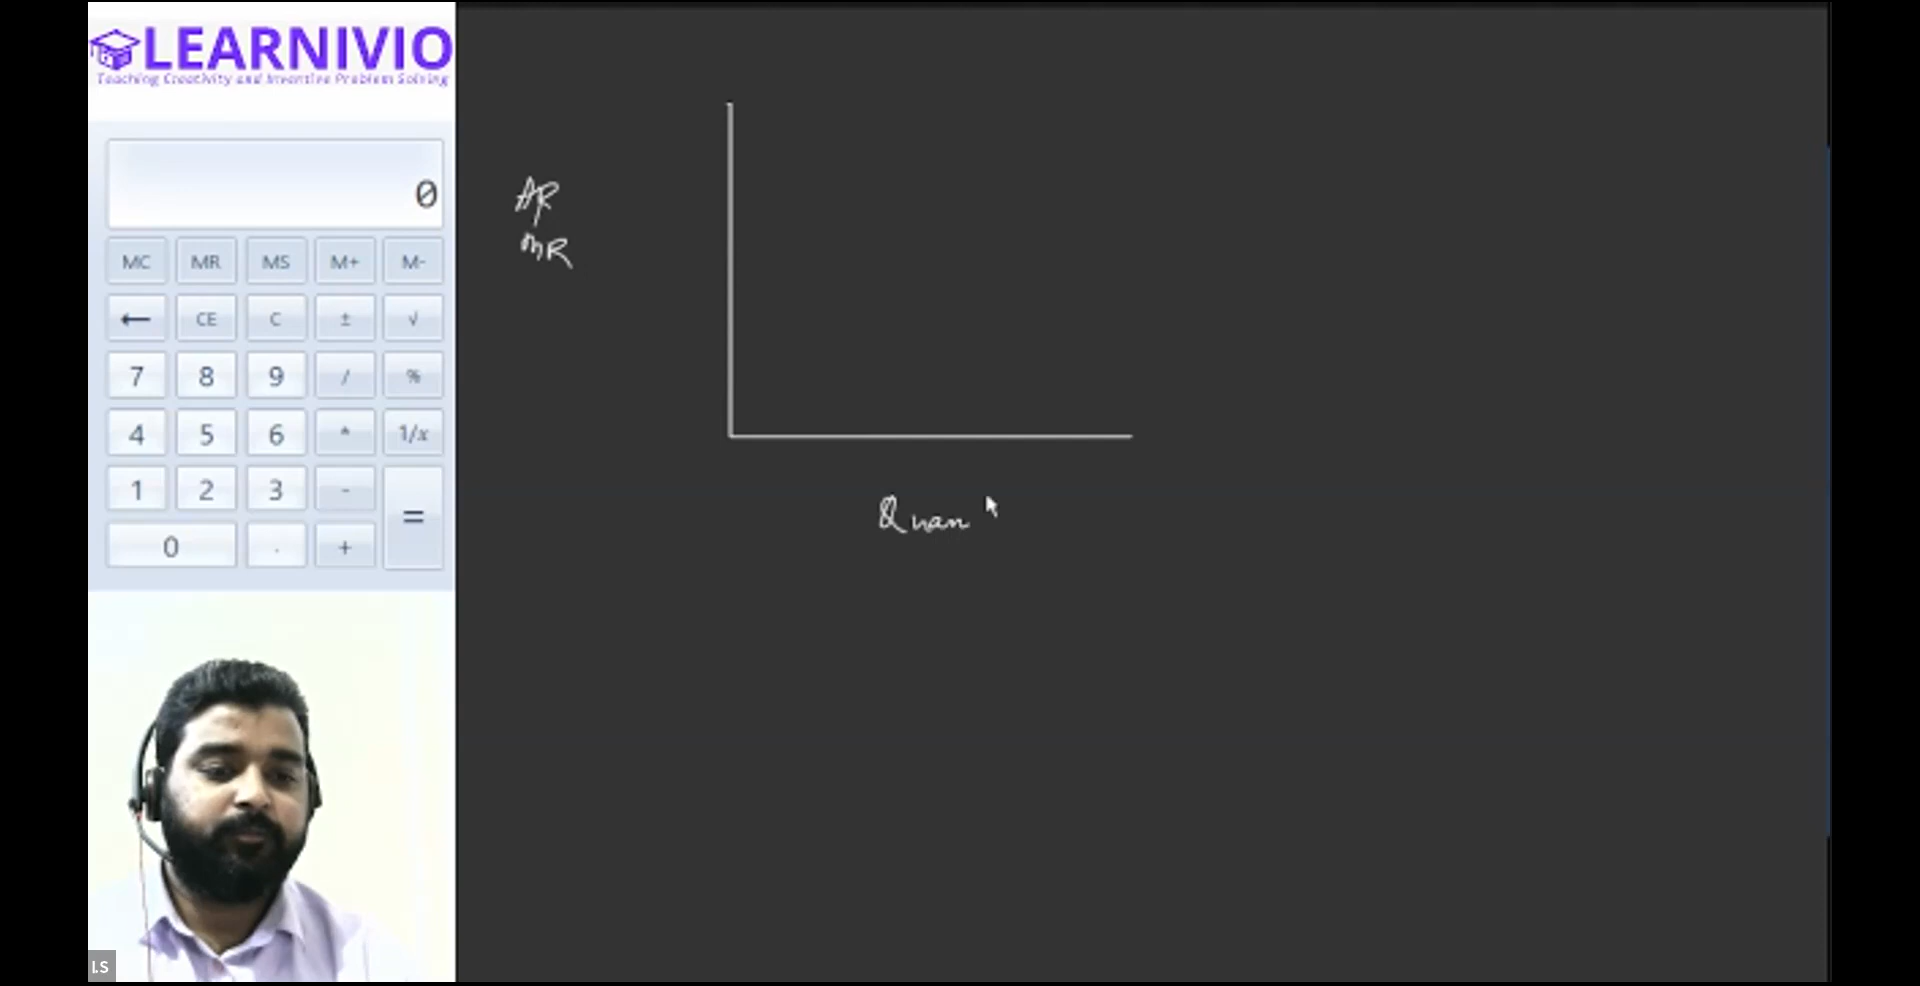 LEARNIVIO
Teaching Creativity and Inventive Problem Solving
0
MC MR MS M+ M-
← CE C ± √
7 8 9 / %
4 5 6 * 1/x
1 2 3 - =
0 . +
AR
MR
Quan
I.S